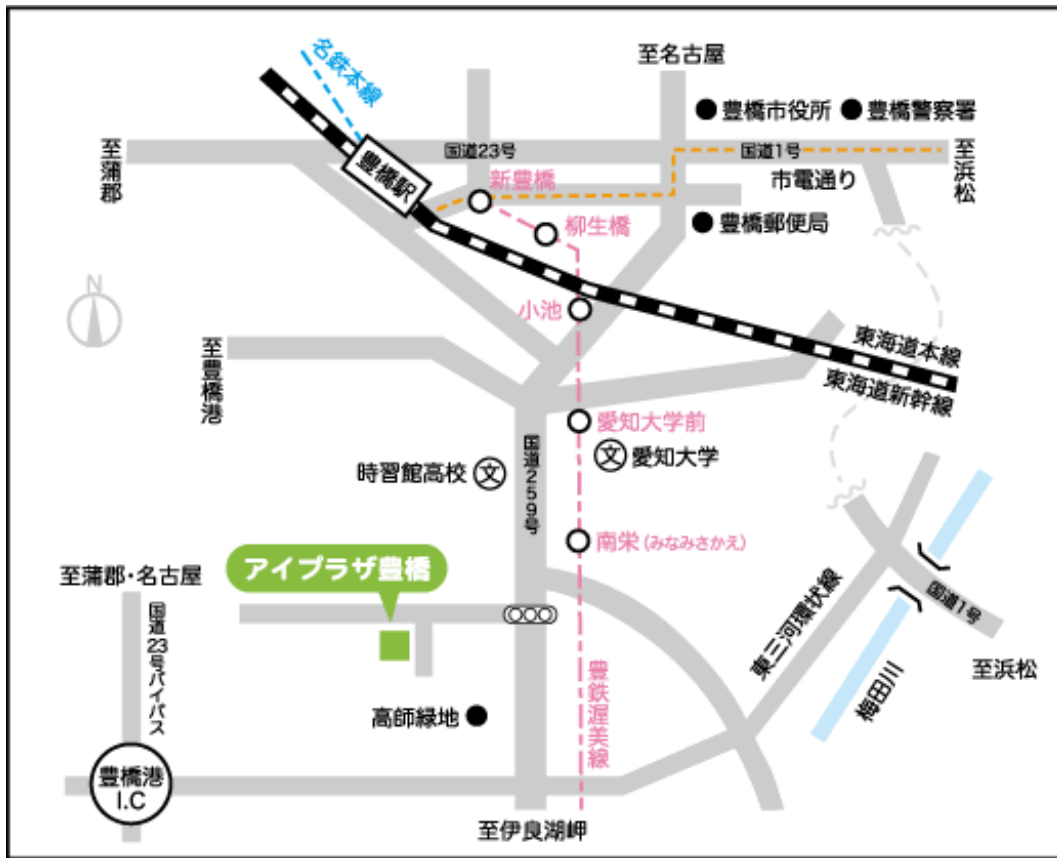 名鉄本線
至名古屋
豊橋市役所
豊橋警察署
至蒲郡
豊橋駅
国道23号
国道1号
至浜松
新豊橋
市電通り
柳生橋
豊橋郵便局
N
小池
至豊橋港
東海道本線
東海道新幹線
愛知大学前
国道259号
時習館高校
文
文
愛知大学
南栄(みなみさかえ)
アイプラザ豊橋
至蒲郡・名古屋
国道23号バイパス
東三河環状線
国道1号
至浜松
梅田川
豊鉄渥美線
高師緑地
豊橋港
I.C
至伊良湖岬